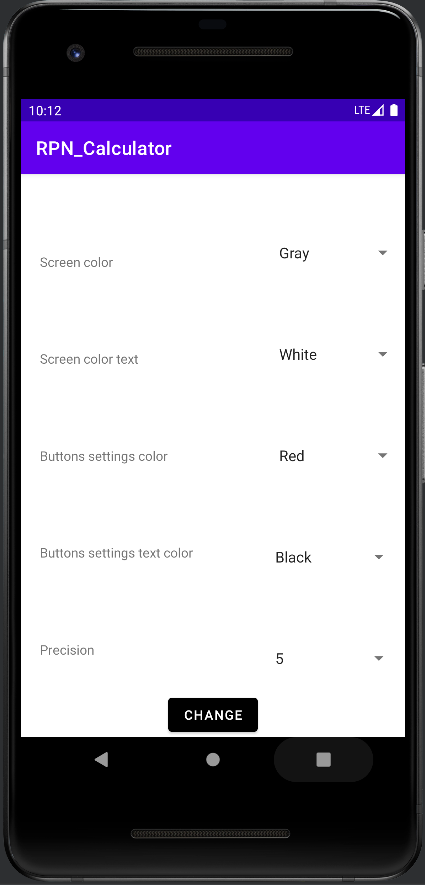 10:12 LTE
RPN_Calculator
Screen color Gray
Screen color text White
Buttons settings color Red
Buttons settings text color Black
Precision 5
CHANGE